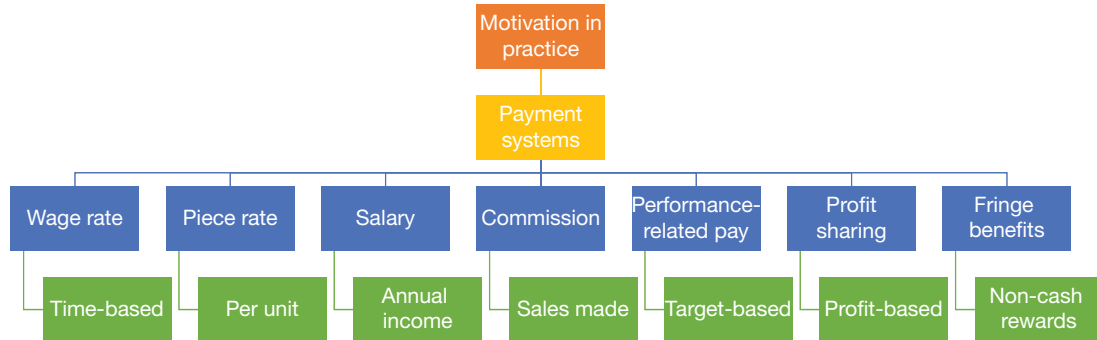 Motivation in
practice
Payment
systems
Wage rate
Piece rate
Salary
Commission
Performance-
related pay
Profit
sharing
Fringe
benefits
Time-based
Per unit
Annual
income
Sales made
Target-based
Profit-based
Non-cash
rewards